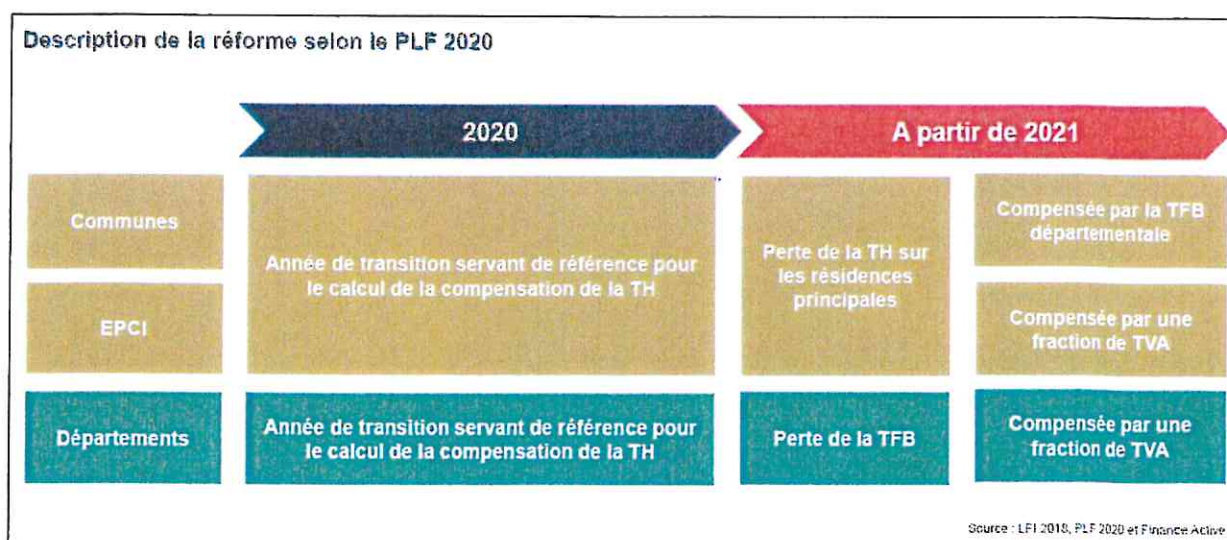 Description de la réforme selon le PLF 2020
2020
A partir de 2021
Communes
Année de transition servant de référence pour
le calcul de la compensation de la TH
Perte de la TH sur
les résidences
principales
Compensée par la TFB
départementale
EPCI
Compensée par une
fraction de TVA
Départements
Année de transition servant de référence pour
le calcul de la compensation de la TH
Perte de la TFB
Compensée par une
fraction de TVA
Source : LFI 2018, PLF 2020 et Finance Active